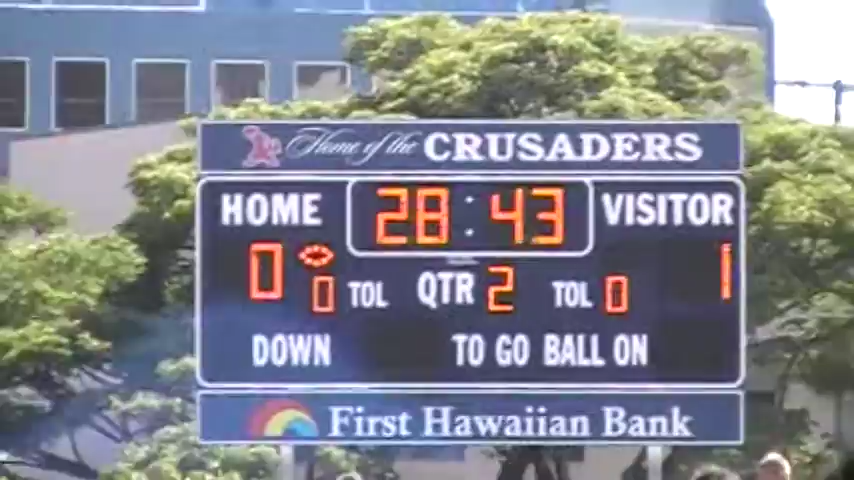 Home of the CRUSADERS
HOME 28:43 VISITOR
0 1
0 TOL QTR 2 TOL 0
DOWN TO GO BALL ON
First Hawaiian Bank